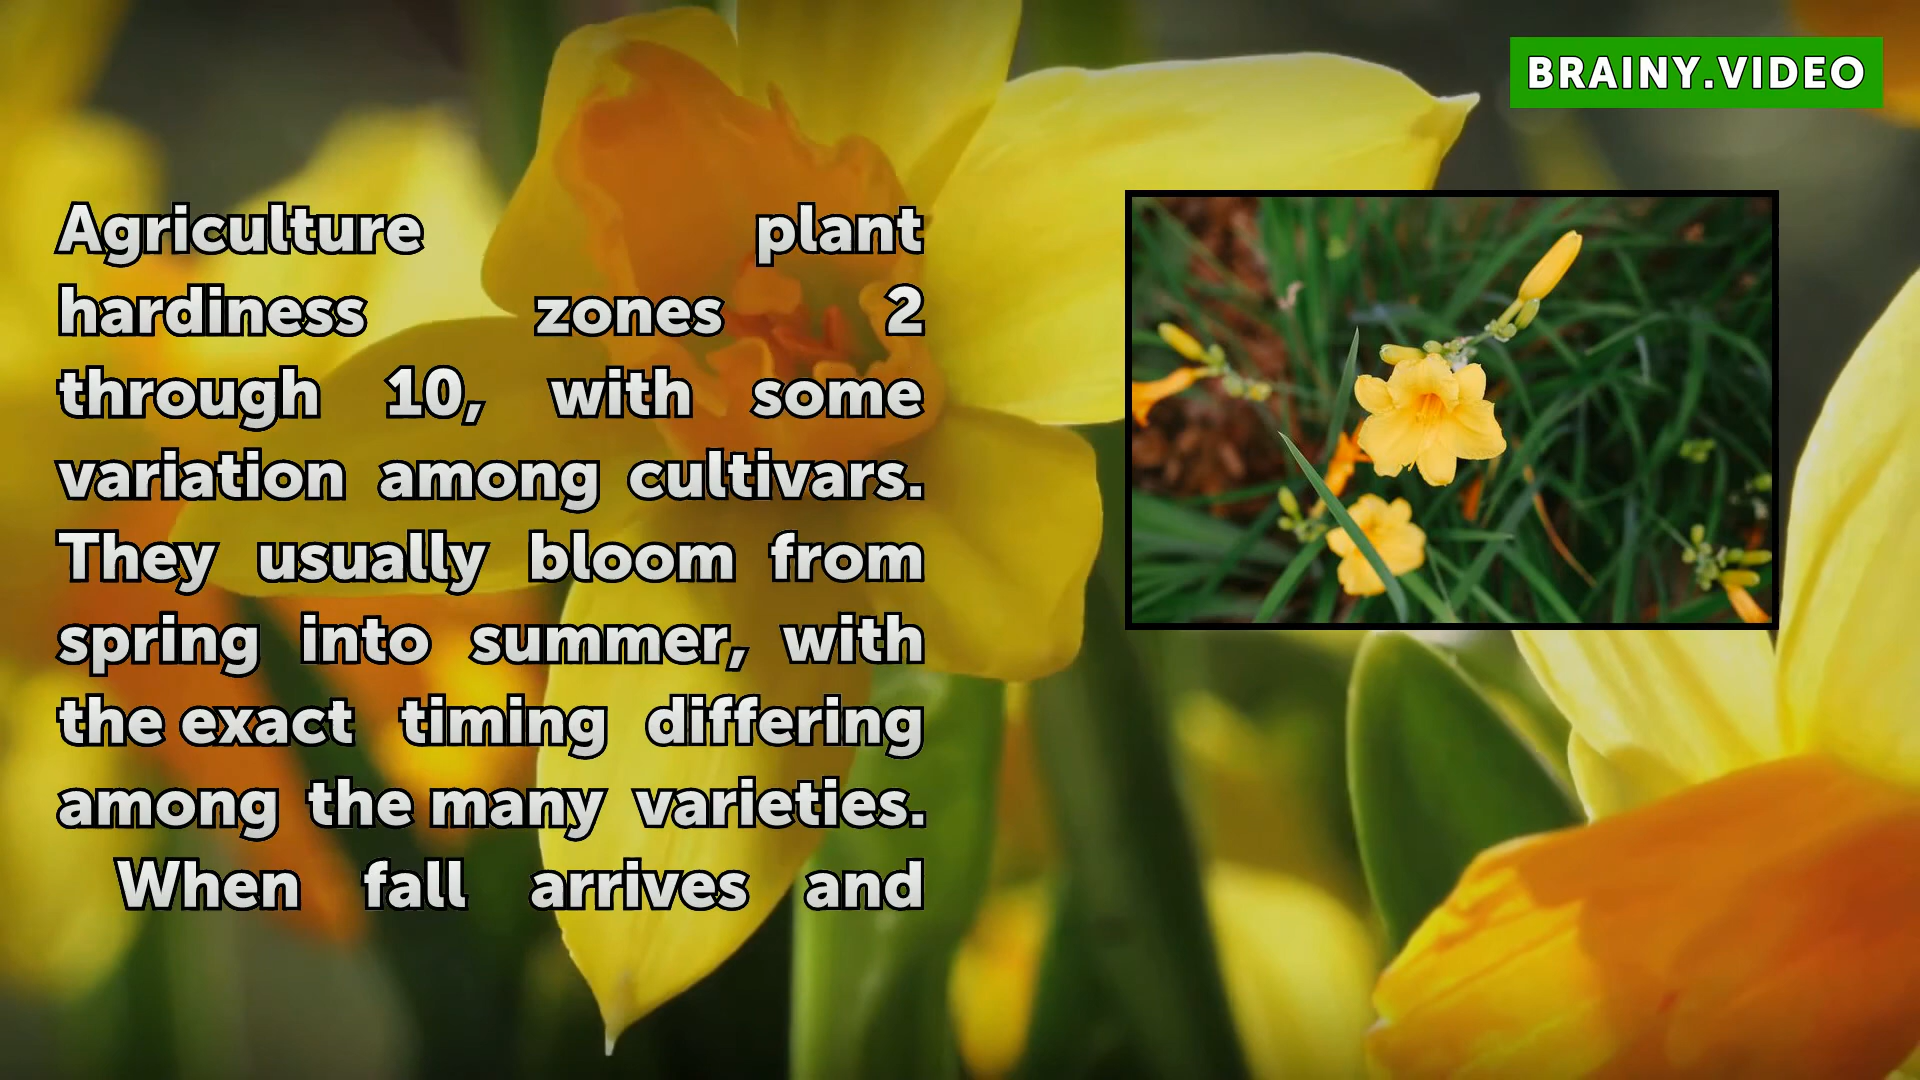 BRAINY.VIDEO
Agriculture plant
hardiness zones 2
through 10, with some
variation among cultivars.
They usually bloom from
spring into summer, with
the exact timing differing
among the many varieties.
When fall arrives and